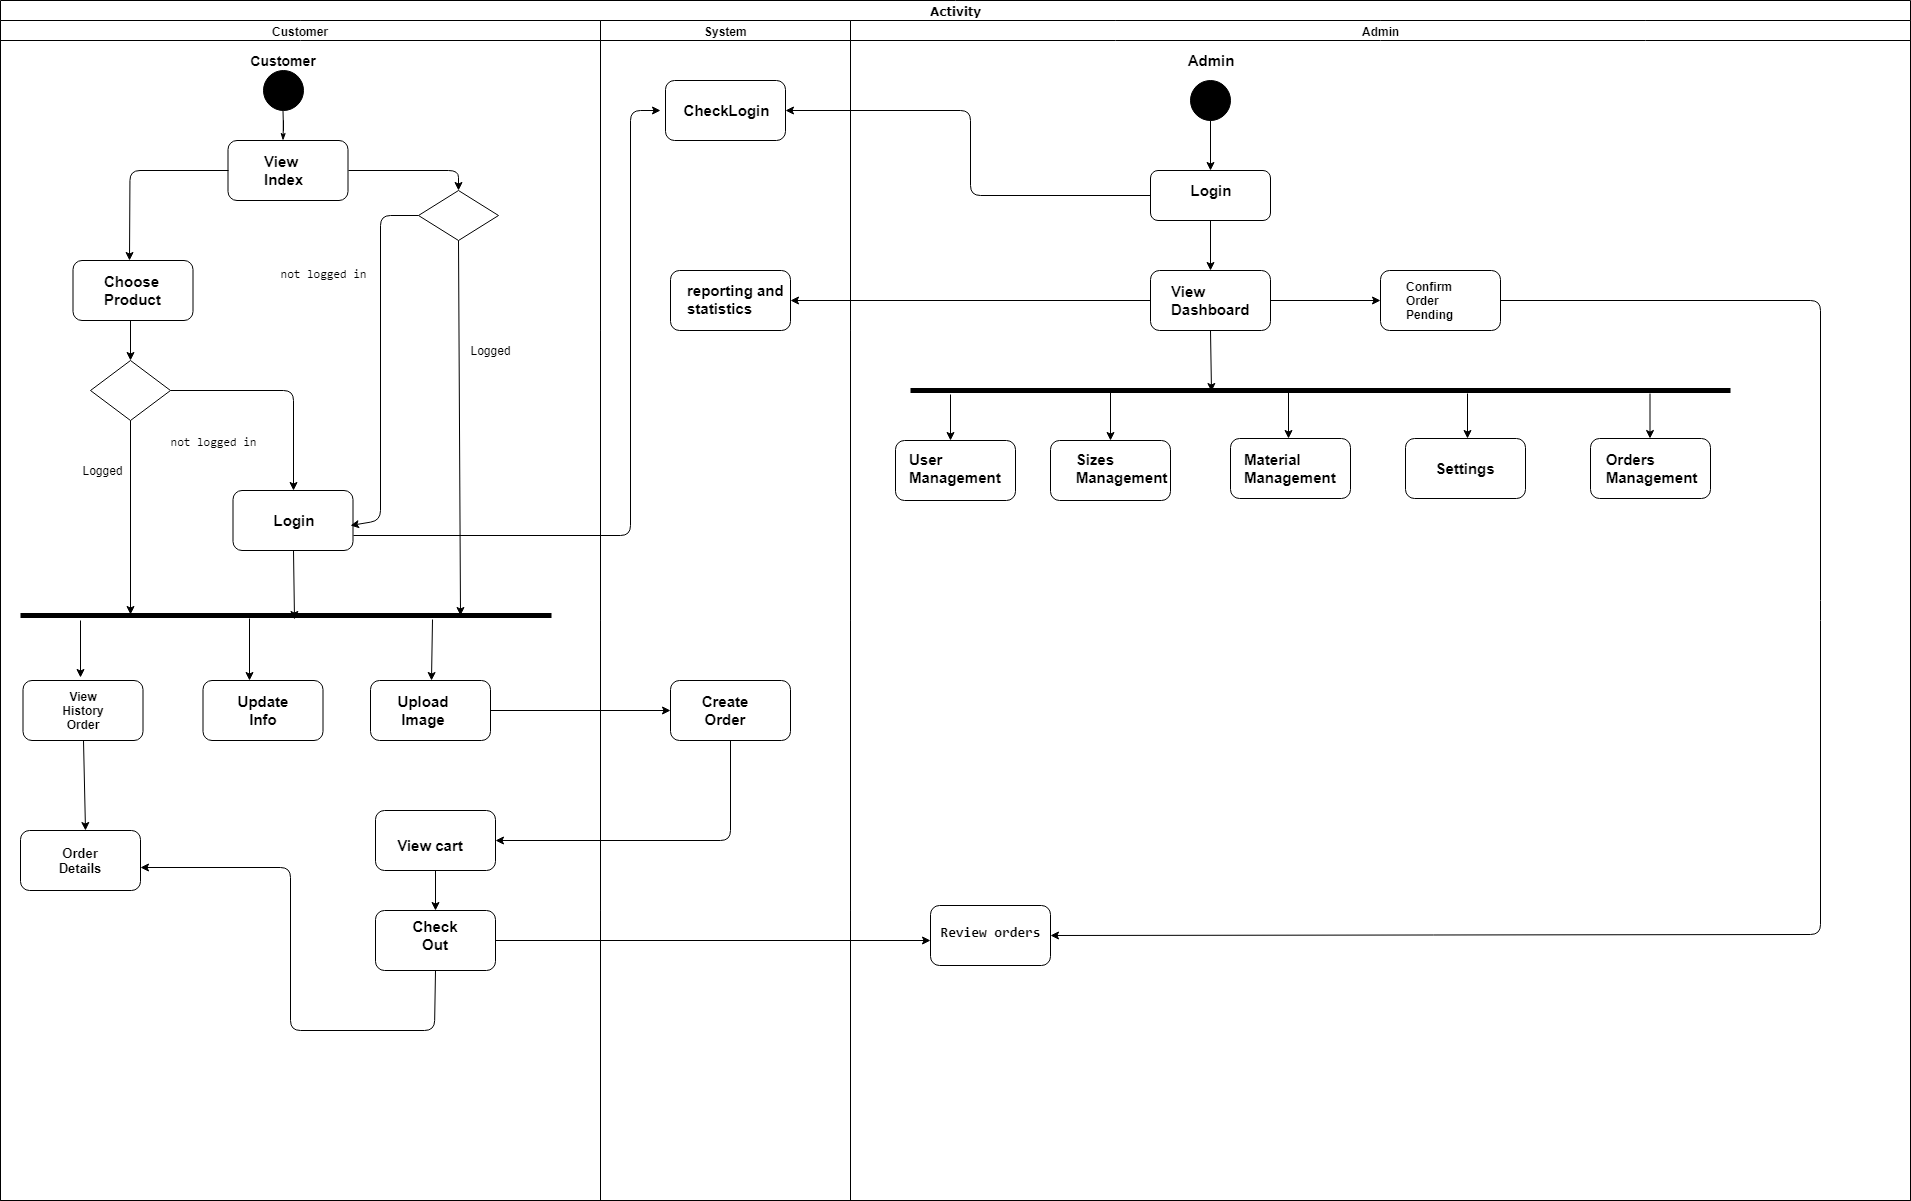 Activity
Customer
System
Admin
Customer
Admin
CheckLogin
View
Index
Login
not logged in
Choose
Product
reporting and
statistics
View
Dashboard
Confirm
Order
Pending
Logged
not logged in
Logged
User
Management
Sizes
Management
Material
Management
Settings
Orders
Management
Login
View
History
Order
Update
Info
Upload
Image
Create
Order
Order
Details
View cart
Check
Out
Review orders